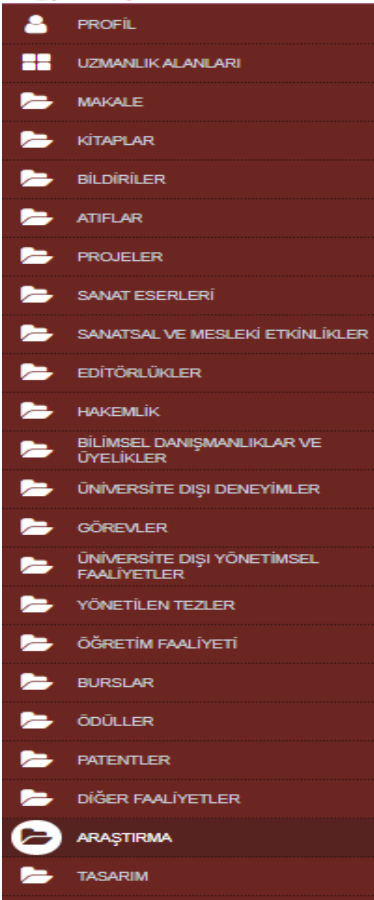 PROFİL
UZMANLIK ALANLARI
MAKALE
KİTAPLAR
BİLDİRİLER
ATIFLAR
PROJELER
SANAT ESERLERİ
SANATSAL VE MESLEKİ ETKİNLİKLER
EDİTÖRLÜKLER
HAKEMLİK
BİLİMSEL DANIŞMANLIKLAR VE
ÜYELİKLER
ÜNİVERSİTE DIŞI DENEYİMLER
GÖREVLER
ÜNİVERSİTE DIŞI YÖNETİMSEL
FAALİYETLER
YÖNETİLEN TEZLER
ÖĞRETİM FAALİYETİ
BURSLAR
ÖDÜLLER
PATENTLER
DİĞER FAALİYETLER
ARAŞTIRMA
TASARIM